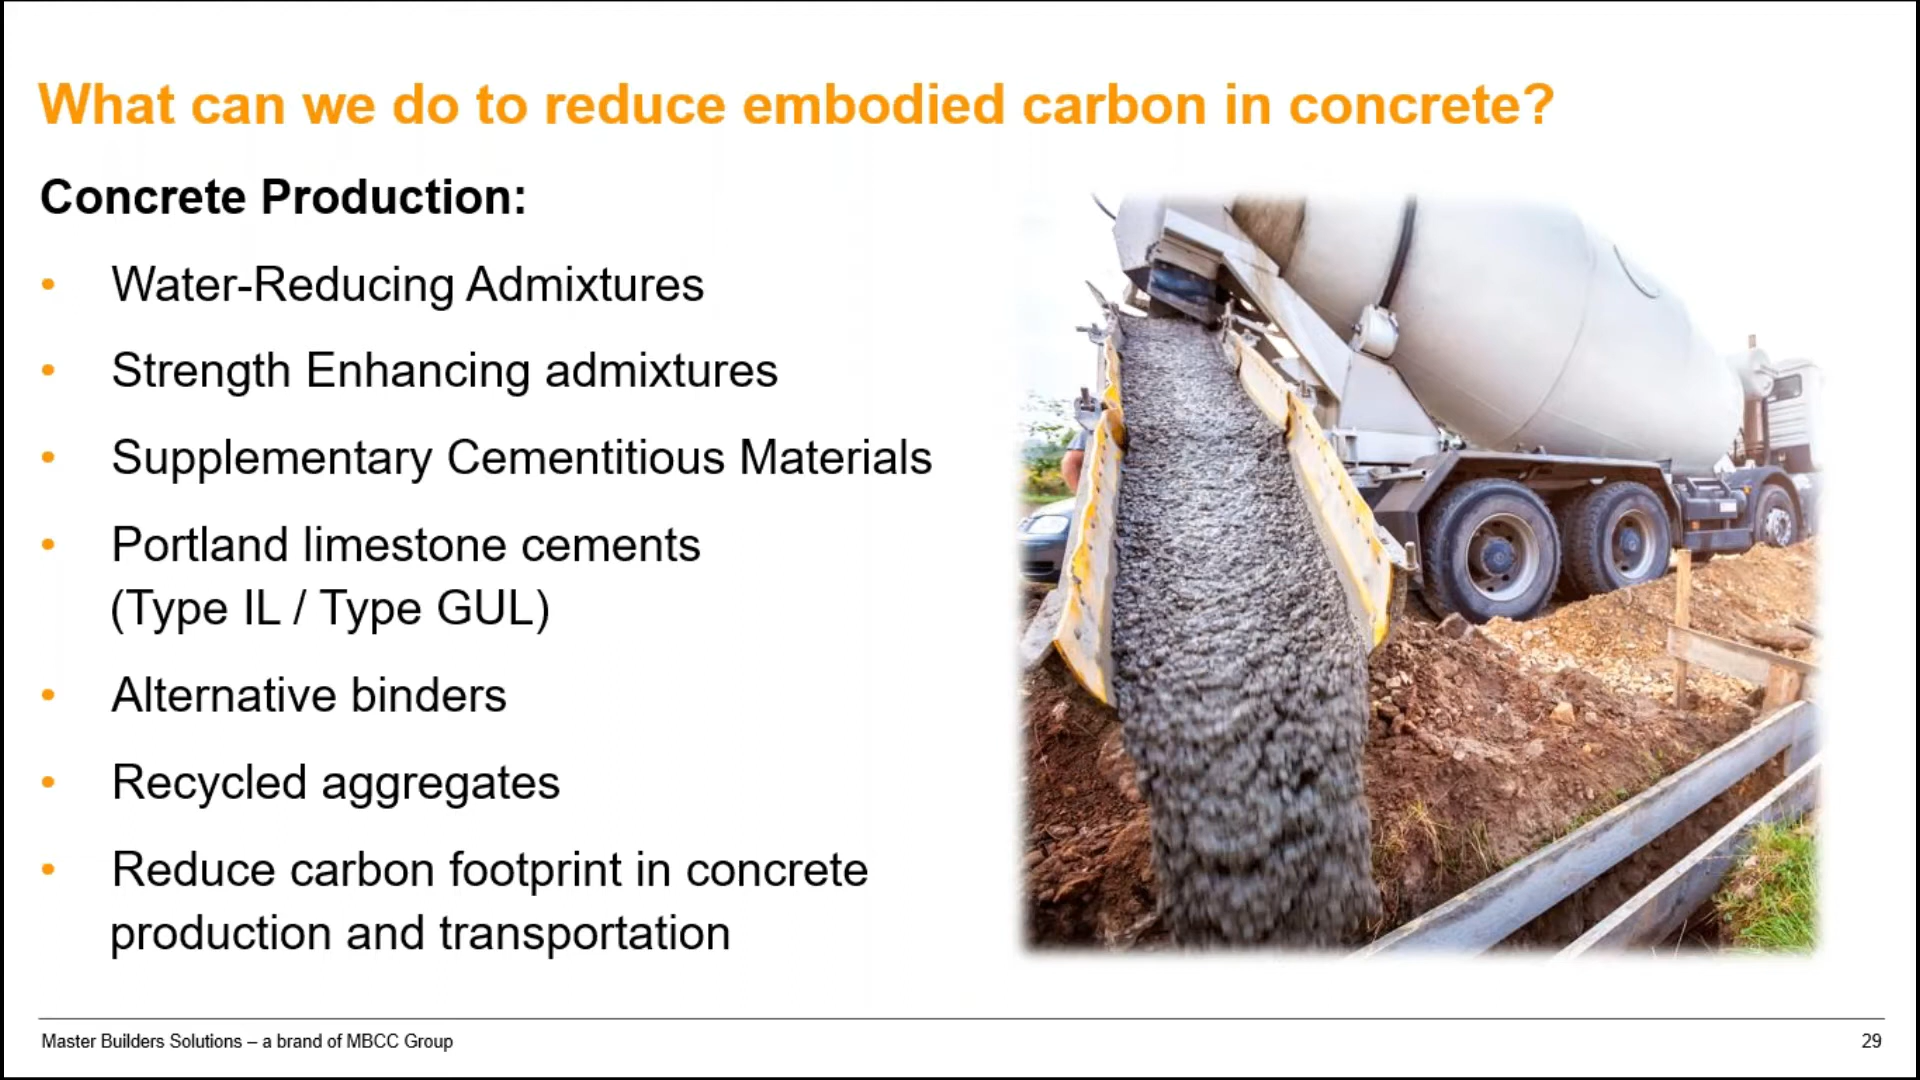 What can we do to reduce embodied carbon in concrete?
Concrete Production:
• Water-Reducing Admixtures
• Strength Enhancing admixtures
• Supplementary Cementitious Materials
• Portland limestone cements
(Type IL / Type GUL)
• Alternative binders
• Recycled aggregates
• Reduce carbon footprint in concrete
production and transportation
Master Builders Solutions – a brand of MBCC Group
29